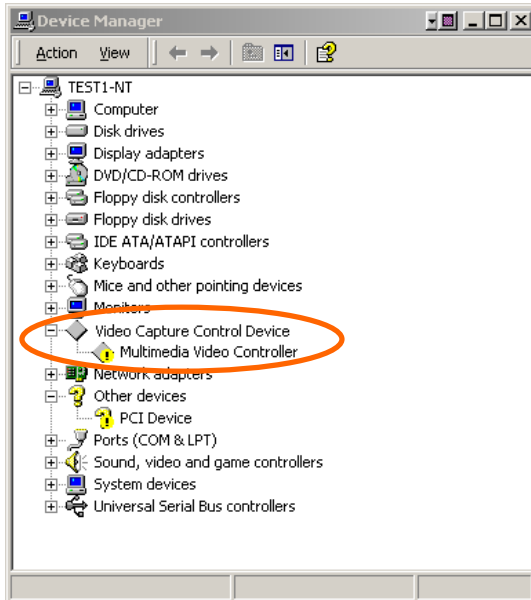 Device Manager
Action View
TEST1-NT
Computer
Disk drives
Display adapters
DVD/CD-ROM drives
Floppy disk controllers
Floppy disk drives
IDE ATA/ATAPI controllers
Keyboards
Mice and other pointing devices
Monitors
Video Capture Control Device
Multimedia Video Controller
Network adapters
Other devices
PCI Device
Ports (COM & LPT)
Sound, video and game controllers
System devices
Universal Serial Bus controllers